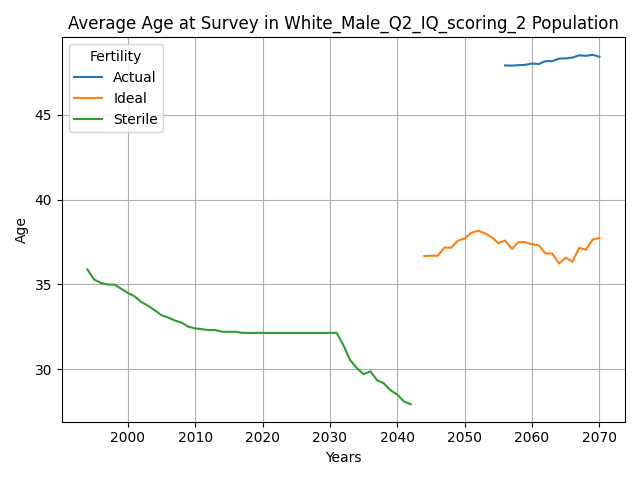 Average Age at Survey in White_Male_Q2_IQ_scoring_2 Population
Fertility
Actual
Ideal
Sterile
45
40
35
30
Age
2000 2010 2020 2030 2040 2050 2060 2070
Years